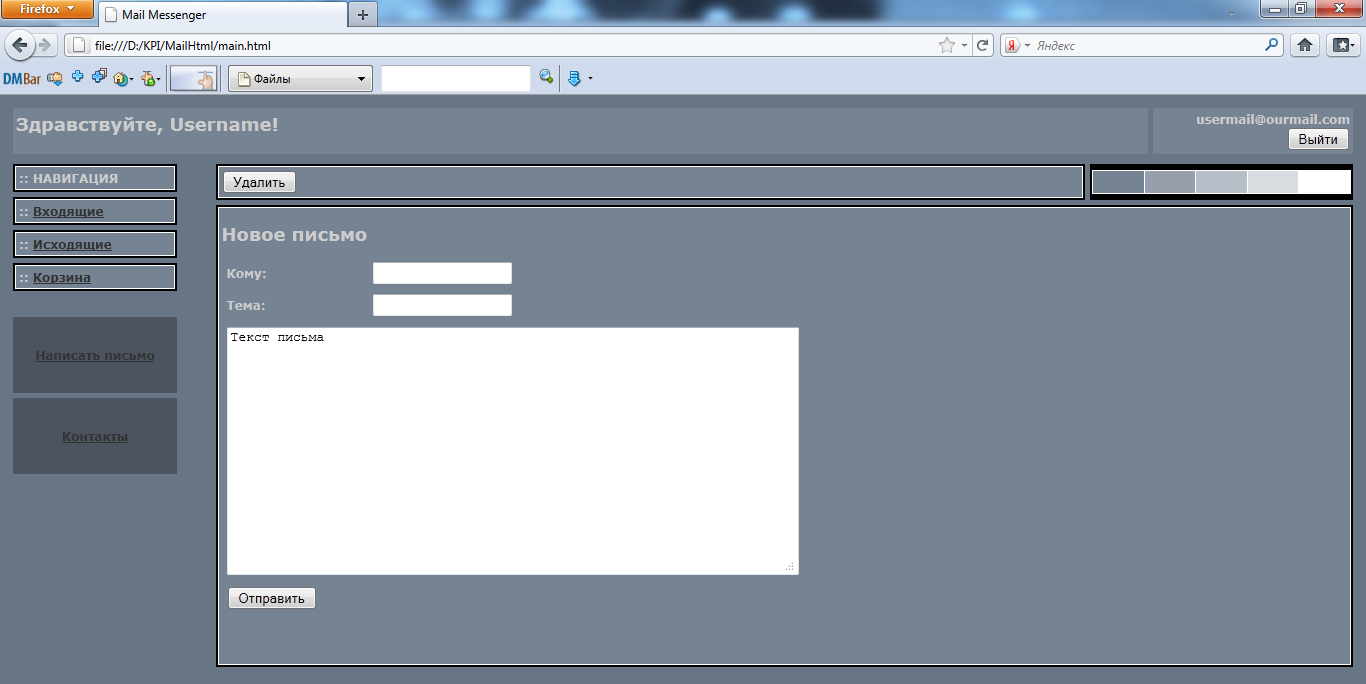 Firefox
Mail Messenger
file:///D:/KPI/MailHtml/main.html
Я Яндекс
DMBar
Файлы
Здравствуйте, Username!
usermail@ourmail.com
Выйти
:: НАВИГАЦИЯ
Удалить
:: Входящие
:: Исходящие
:: Корзина
Новое письмо
Кому:
Тема:
Текст письма
Написать письмо
Контакты
Отправить